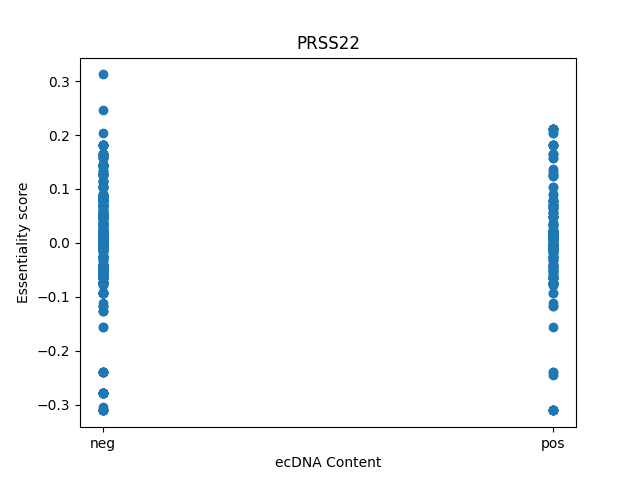 PRSS22
Essentiality score
0.3
0.2
0.1
0.0
−0.1
−0.2
−0.3
neg
pos
ecDNA Content